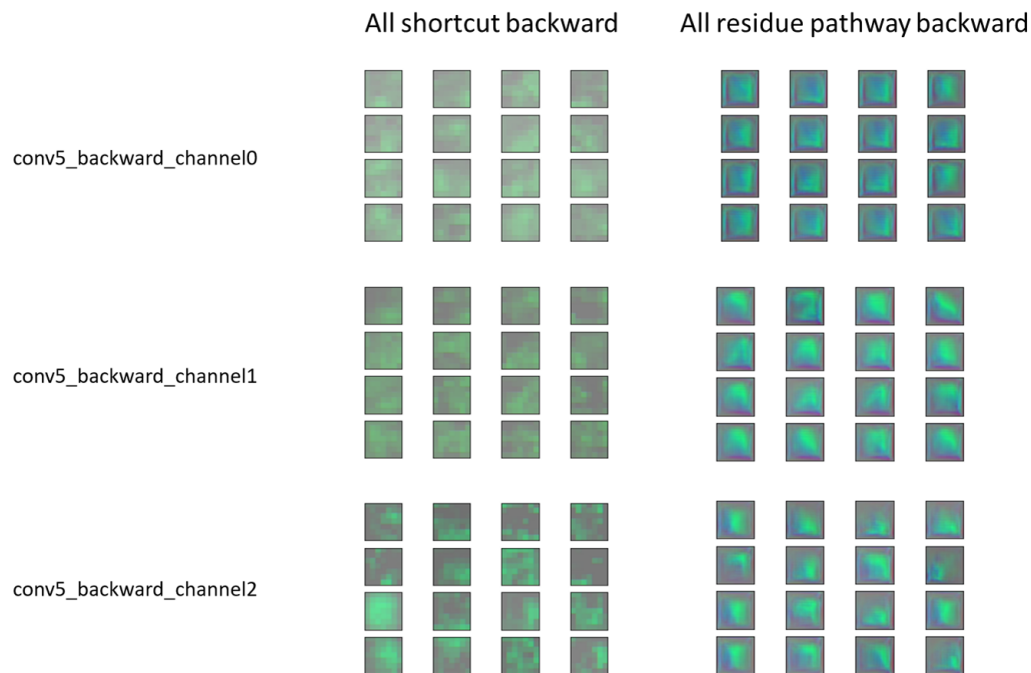 All shortcut backward
All residue pathway backward
conv5_backward_channel0
conv5_backward_channel1
conv5_backward_channel2